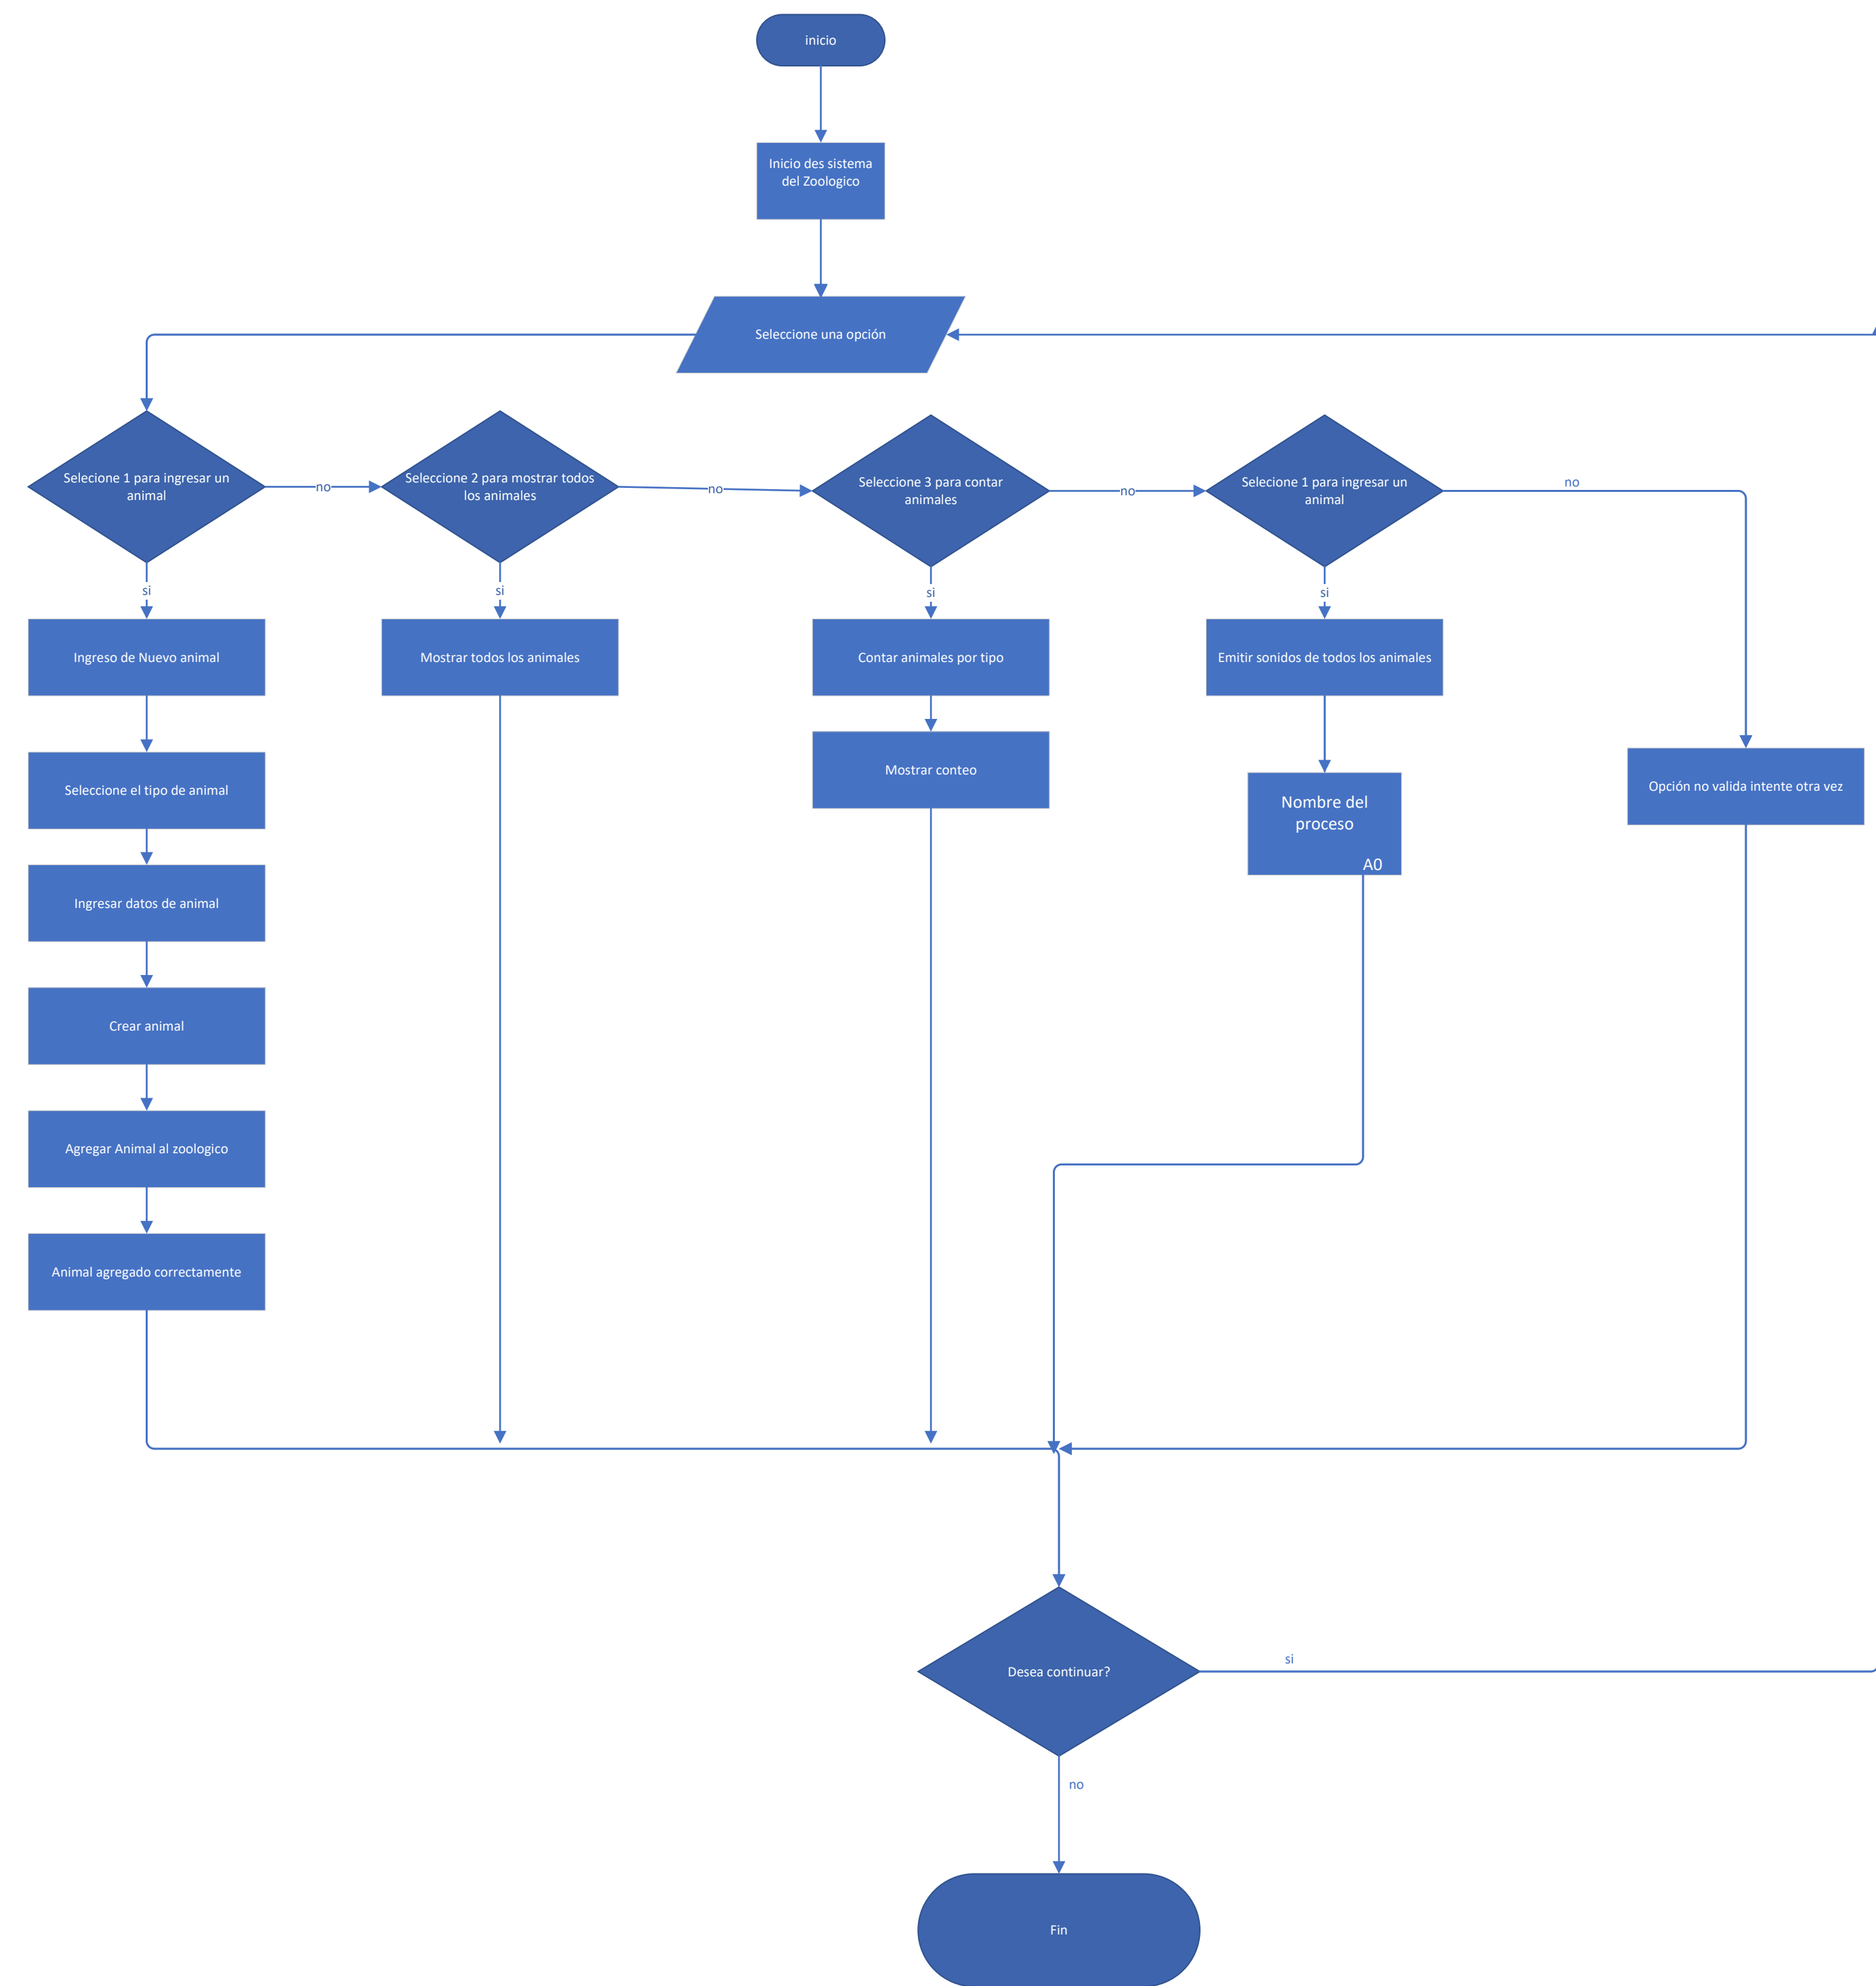 inicio
Inicio des sistema
del Zoologico
Seleccione una opción
Selecione 1 para ingresar un
animal
no
Seleccione 2 para mostrar todos
los animales
no
Seleccione 3 para contar
animales
no
Selecione 1 para ingresar un
animal
no
si
si
si
si
Ingreso de Nuevo animal
Mostrar todos los animales
Contar animales por tipo
Emitir sonidos de todos los animales
Seleccione el tipo de animal
Mostrar conteo
Nombre del
proceso
A0
Opción no valida intente otra vez
Ingresar datos de animal
Crear animal
Agregar Animal al zoologico
Animal agregado correctamente
Desea continuar?
si
no
Fin